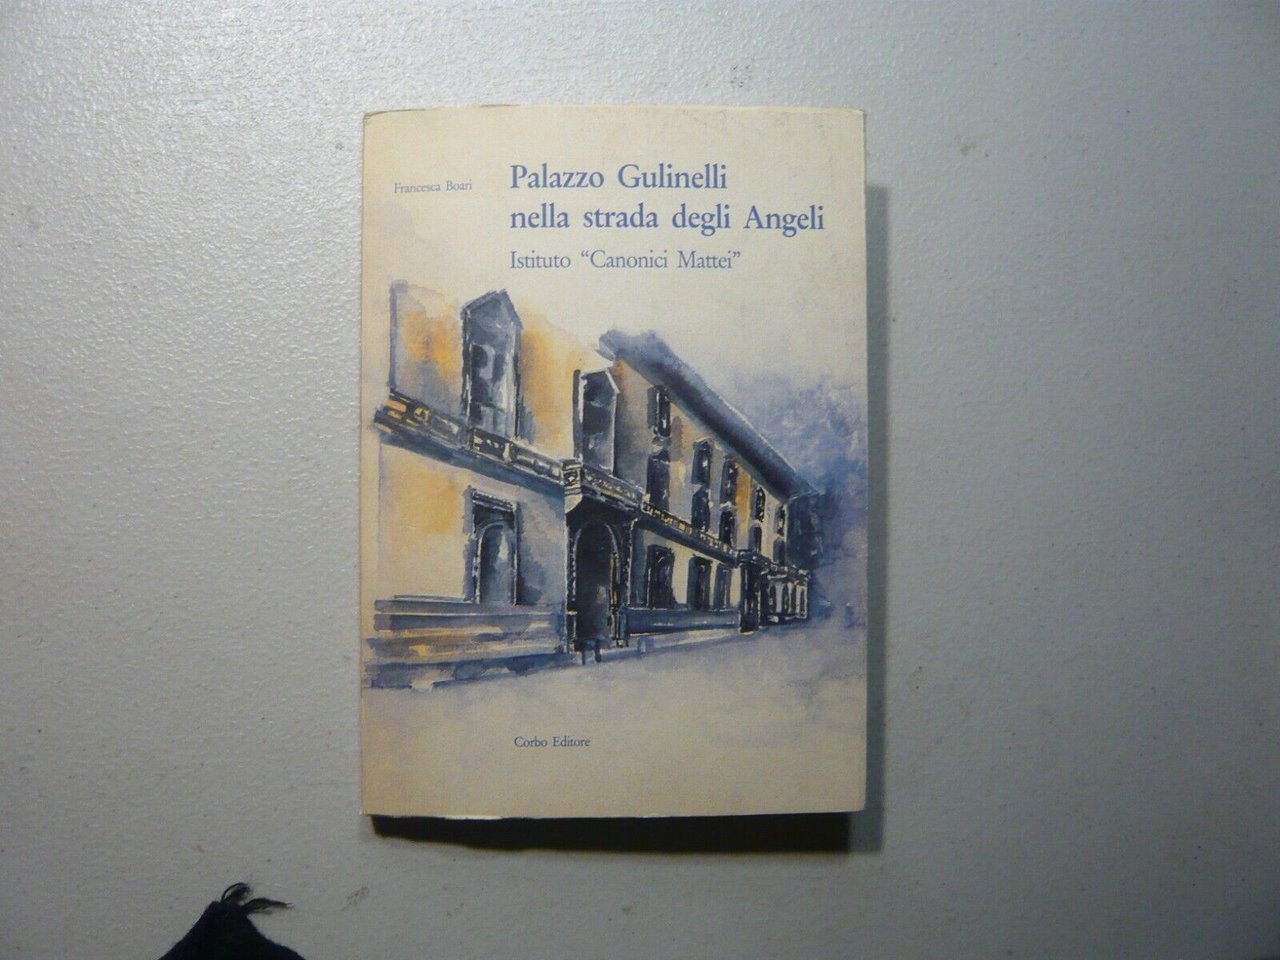 Francesca Boari
Palazzo Gulinelli
nella strada degli Angeli
Istituto “Canonici Mattei”
Corbo Editore